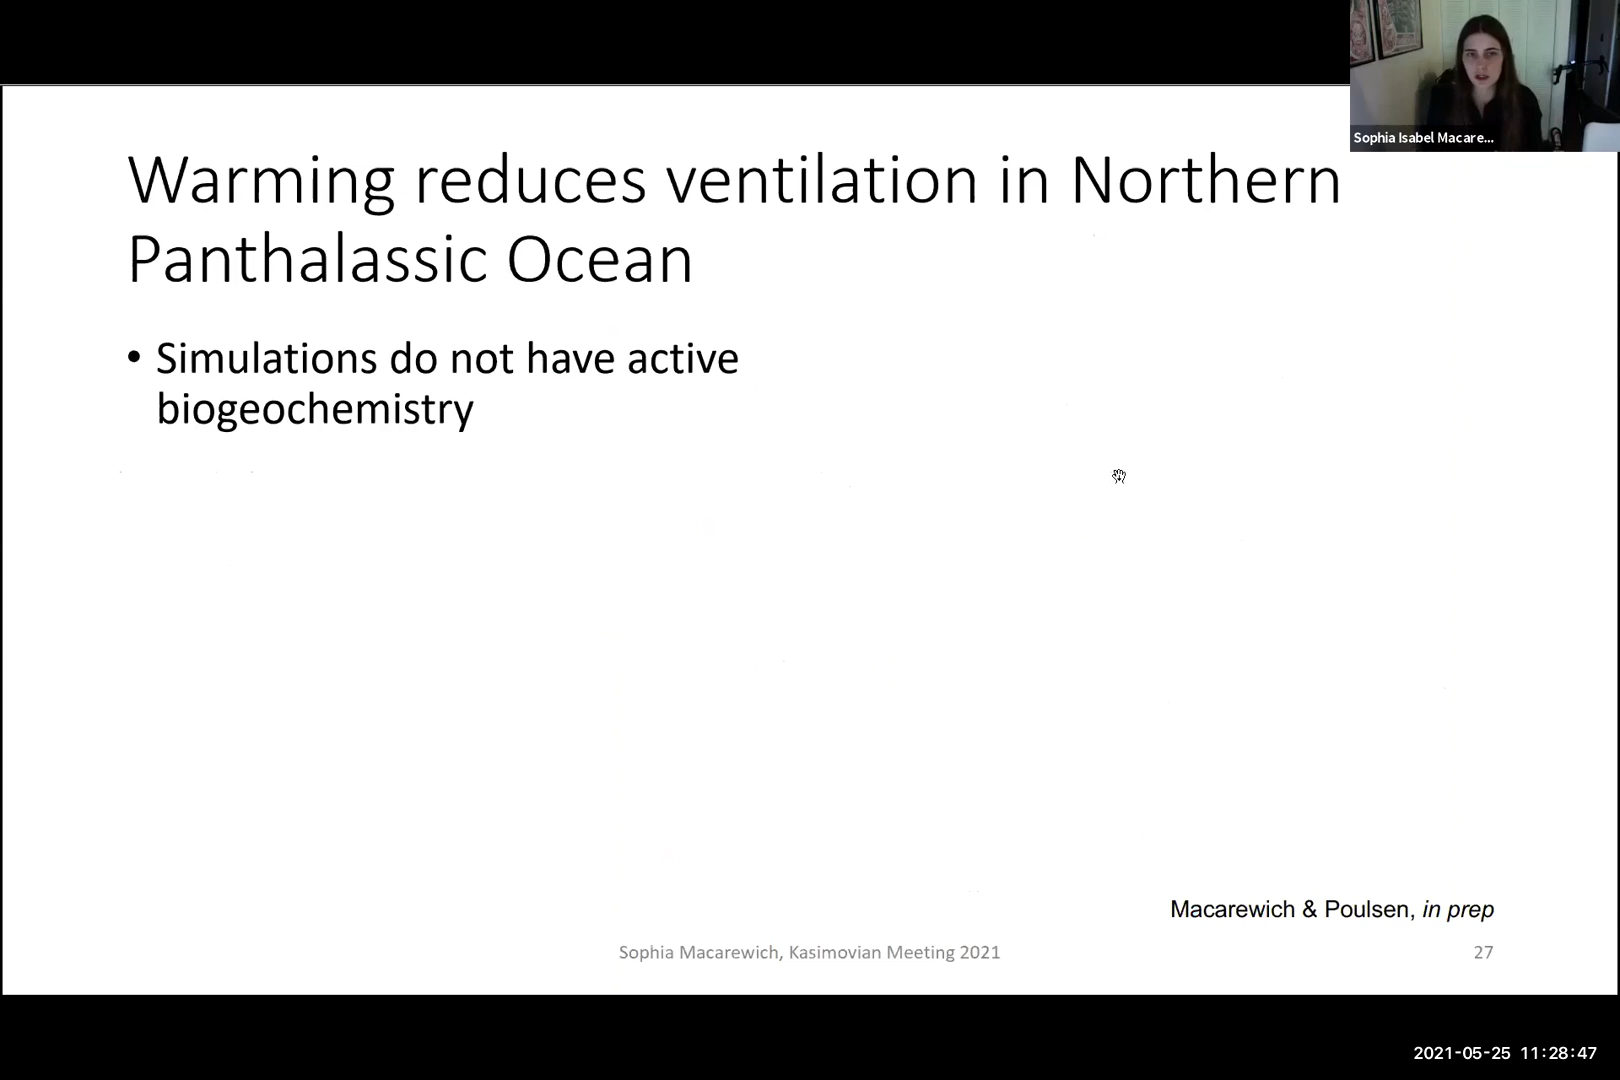 Sophia Isabel Macare...
Warming reduces ventilation in Northern
Panthalassic Ocean
• Simulations do not have active
biogeochemistry
Macarewich & Poulsen, in prep
Sophia Macarewich, Kasimovian Meeting 2021
27
2021-05-25 11:28:47